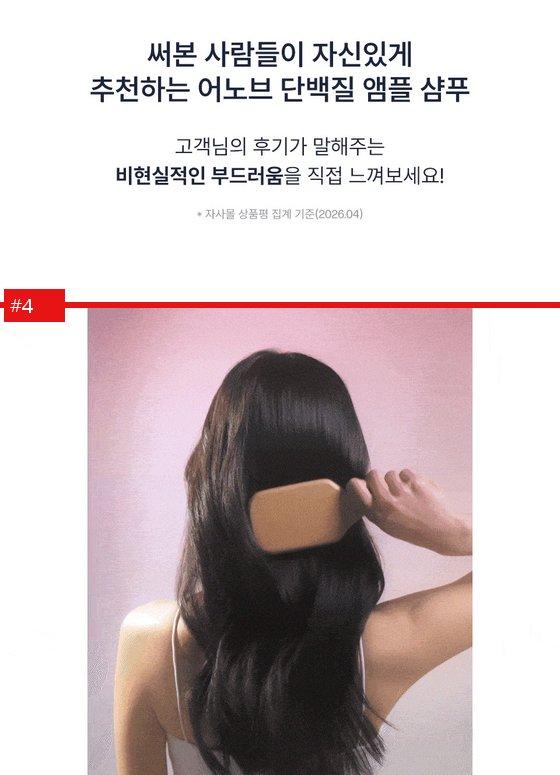 써본 사람들이 자신있게
추천하는 어노브 단백질 앰플 샴푸
고객님의 후기가 말해주는
비현실적인 부드러움을 직접 느껴보세요!
* 자사몰 상품평 집계 기준(2026.04)
#4